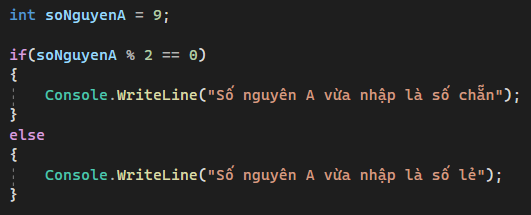 int soNguyenA = 9;
if(soNguyenA % 2 == 0)
{
Console.WriteLine("Số nguyên A vừa nhập là số chẵn");
}
else
{
Console.WriteLine("Số nguyên A vừa nhập là số lẻ");
}